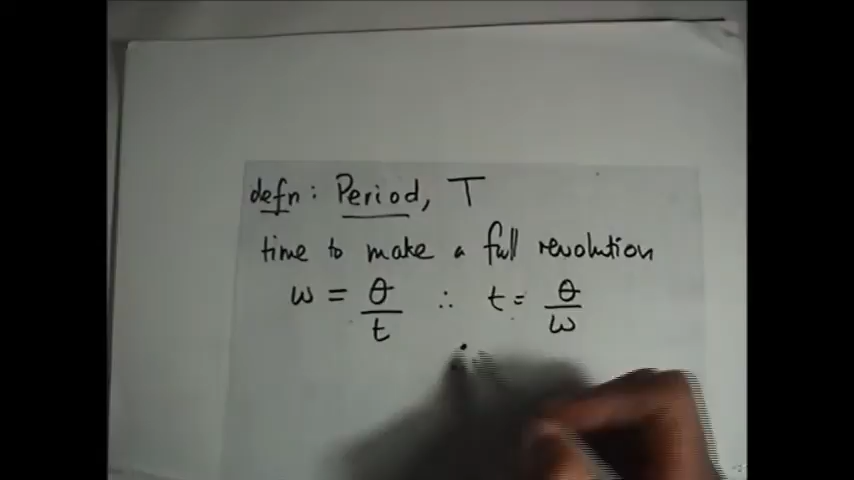 defn: Period, T
time to make a full revolution
ω = θ/t ∴ t = θ/ω